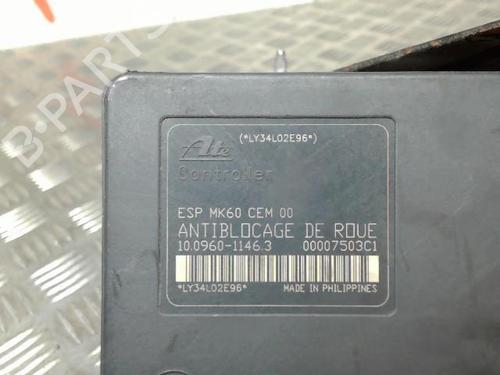 (*LY34L02E96*)
Ate
Controller
ESP MK60 CEM 00
ANTIBLOCAGE DE ROUE
10.0960-1146.3 00007503C1
*LY34L02E96* MADE IN PHILIPPINES